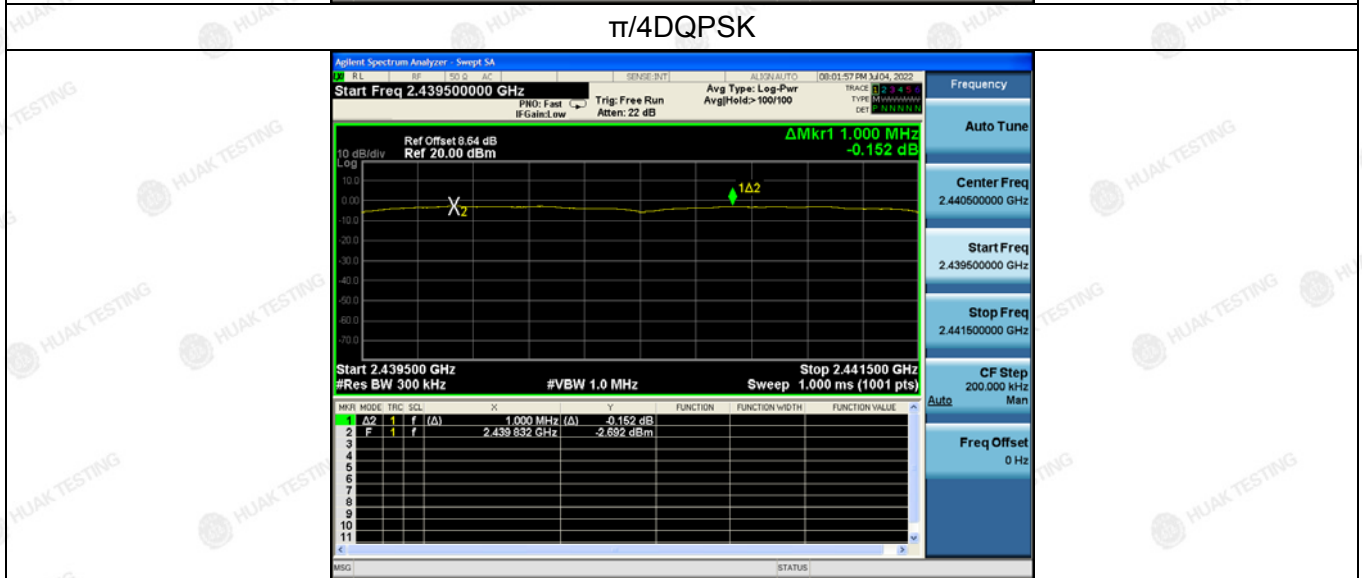 π/4DQPSK
Agilent Spectrum Analyzer - Swept SA
RL RF 50 Ω AC SENSE:INT ALIGN AUTO 08:01:57 PM Jul 04, 2022
Start Freq 2.439500000 GHz
PNO: Fast
IFGain:Low
Trig: Free Run
Atten: 22 dB
Avg Type: Log-Pwr
Avg|Hold:> 100/100
TRACE 1 2 3 4 5 6
TYPE M
DET P N N N N N
Frequency
Auto Tune
Ref Offset 8.64 dB
10 dB/div Ref 20.00 dBm
Log
ΔMkr1 1.000 MHz
-0.152 dB
10.0
0.00
-10.0
-20.0
-30.0
-40.0
-50.0
-60.0
-70.0
X2
1Δ2
Center Freq
2.440500000 GHz
Start Freq
2.439500000 GHz
Stop Freq
2.441500000 GHz
Start 2.439500 GHz Stop 2.441500 GHz
#Res BW 300 kHz #VBW 1.0 MHz Sweep 1.000 ms (1001 pts)
CF Step
200.000 kHz
Auto Man
MKR MODE TRC SCL X Y FUNCTION FUNCTION WIDTH FUNCTION VALUE
1 Δ2 1 f (Δ) 1.000 MHz (Δ) -0.152 dB
2 F 1 f 2.439 832 GHz -2.692 dBm
3
4
5
6
7
8
9
10
11
Freq Offset
0 Hz
MSG STATUS
HUAK TESTING